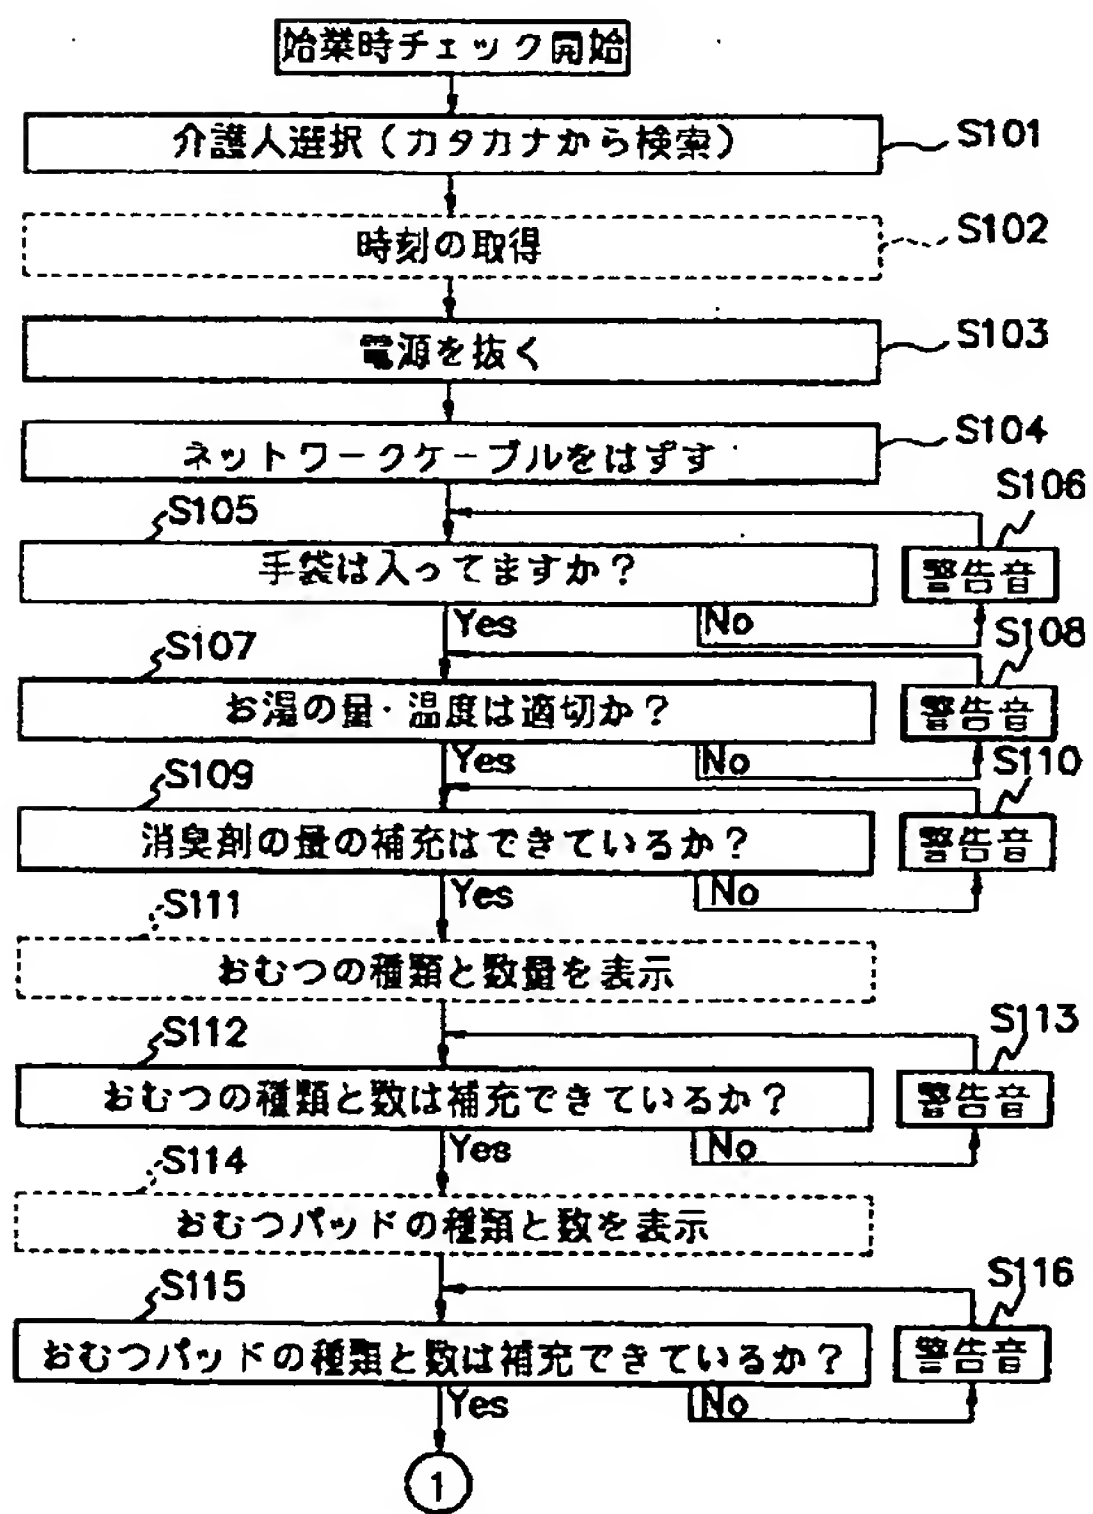 始業時チェック開始
介護人選択(カタカナから検索)
S101
時刻の取得
S102
電源を抜く
S103
ネットワークケーブルをはずす
S104
S105
S106
手袋は入ってますか?
警告音
Yes
No
S107
S108
お湯の量・温度は適切か?
警告音
Yes
No
S109
S110
消臭剤の量の補充はできているか?
警告音
Yes
No
S111
おむつの種類と数量を表示
S112
S113
おむつの種類と数は補充できているか?
警告音
Yes
No
S114
おむつパッドの種類と数を表示
S115
S116
おむつパッドの種類と数は補充できているか?
警告音
Yes
No
1